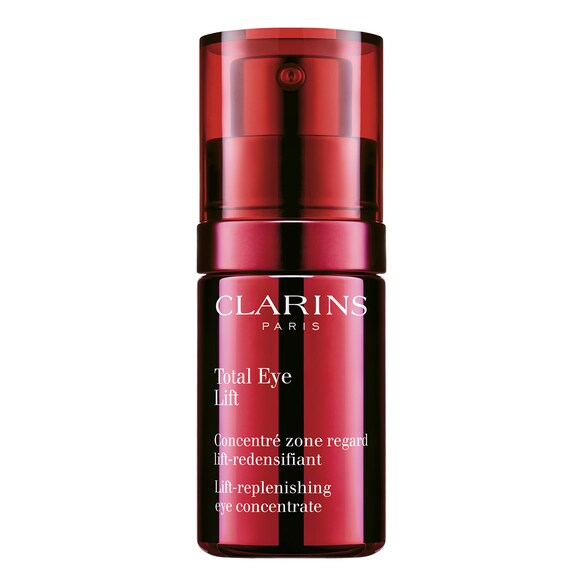 CLARINS
PARIS
Total Eye
Lift
Concentré zone regard
lift-redensifiant
Lift-replenishing
eye concentrate